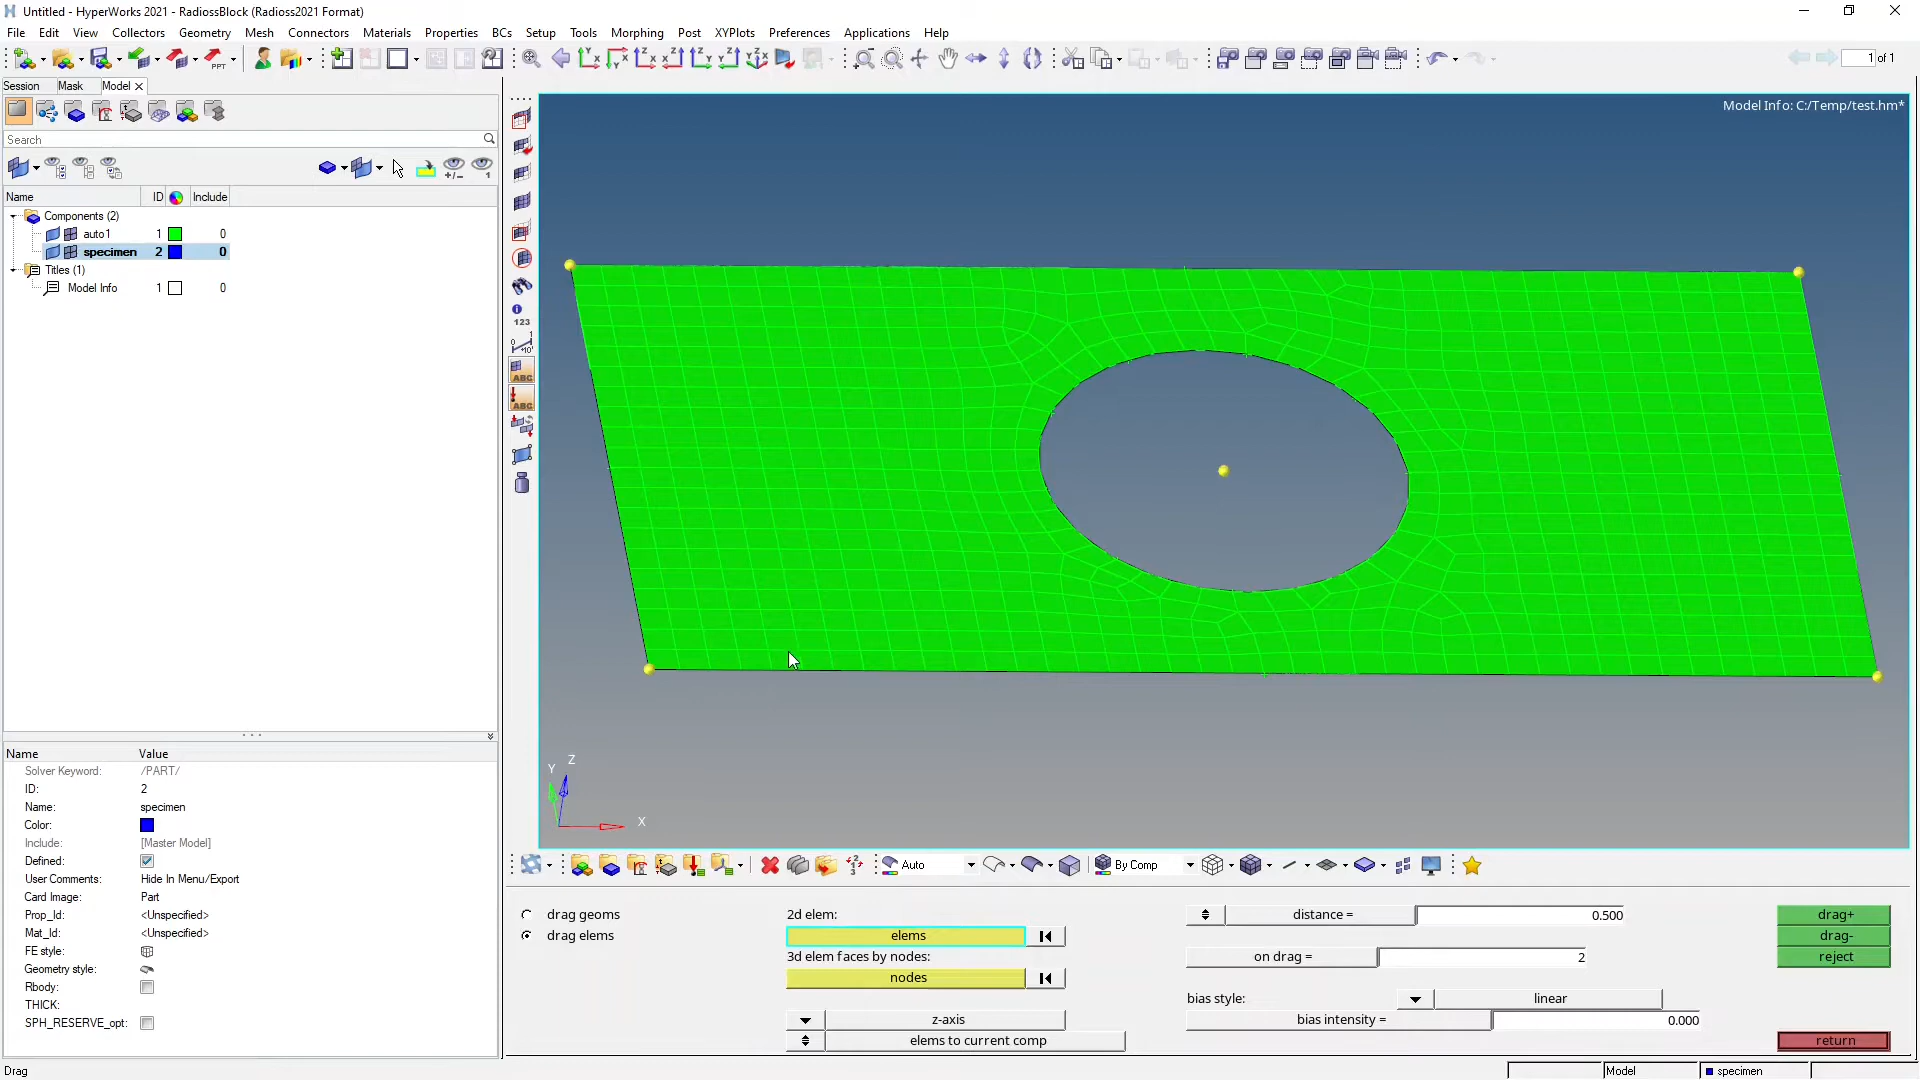 Untitled - HyperWorks 2021 - RadiossBlock (Radioss2021 Format)
File Edit View Collectors Geometry Mesh Connectors Materials Properties BCs Setup Tools Morphing Post XYPlots Preferences Applications Help
1 of 1
Session Mask Model
Model Info: C:/Temp/test.hm*
Search
Name ID Include
Components (2)
auto1 1 0
specimen 2 0
Titles (1)
Model Info 1 0
123
ABC
ABC
Name Value
Solver Keyword: /PART/
ID: 2
Name: specimen
Color:
Include: [Master Model]
Defined:
User Comments: Hide In Menu/Export
Card Image: Part
Prop_Id: <Unspecified>
Mat_Id: <Unspecified>
FE style:
Geometry style:
Rbody:
THICK:
SPH_RESERVE_opt:
Y Z X
Auto By Comp
drag geoms
drag elems
2d elem:
elems
3d elem faces by nodes:
nodes
z-axis
elems to current comp
distance = 0.500
on drag = 2
bias style: linear
bias intensity = 0.000
drag+
drag-
reject
return
Drag Model specimen